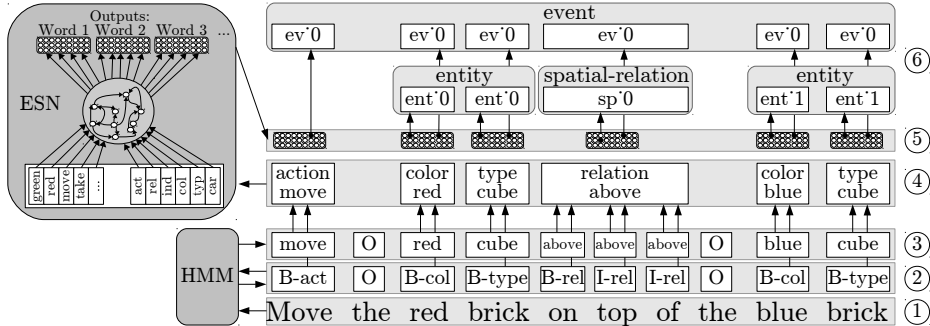 Outputs:
Word 1 Word 2 Word 3 ...
ESN
green red move take ... act rel ind col typ car
event
ev.0 ev.0 ev.0 ev.0 ev.0 ev.0
⑥
entity spatial-relation entity
ent.0 ent.0 sp.0 ent.1 ent.1
⑤
action color type relation color type
move red cube above blue cube
④
HMM
move O red cube above above above O blue cube ③
B-act O B-col B-type B-rel I-rel I-rel O B-col B-type ②
Move the red brick on top of the blue brick ①